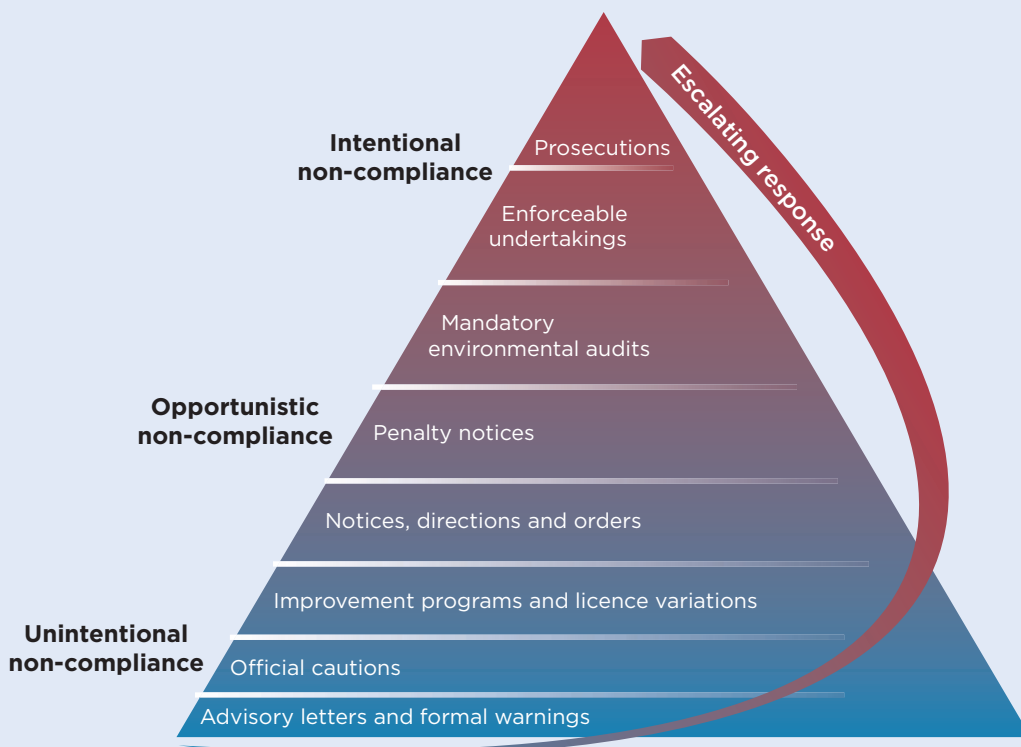 Escalating response
Intentional
non-compliance
Prosecutions
Enforceable
undertakings
Mandatory
environmental audits
Opportunistic
non-compliance
Penalty notices
Notices, directions and orders
Improvement programs and licence variations
Unintentional
non-compliance
Official cautions
Advisory letters and formal warnings